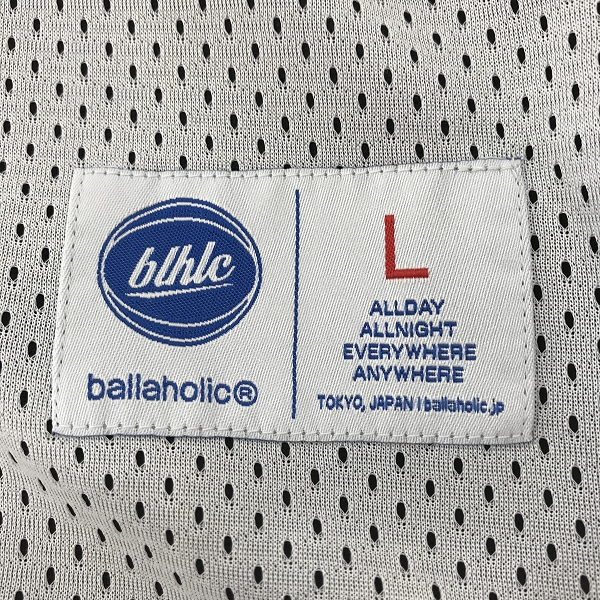 blhlc
ballaholic®
L
ALLDAY
ALLNIGHT
EVERYWHERE
ANYWHERE
TOKYO, JAPAN | ballaholic.jp